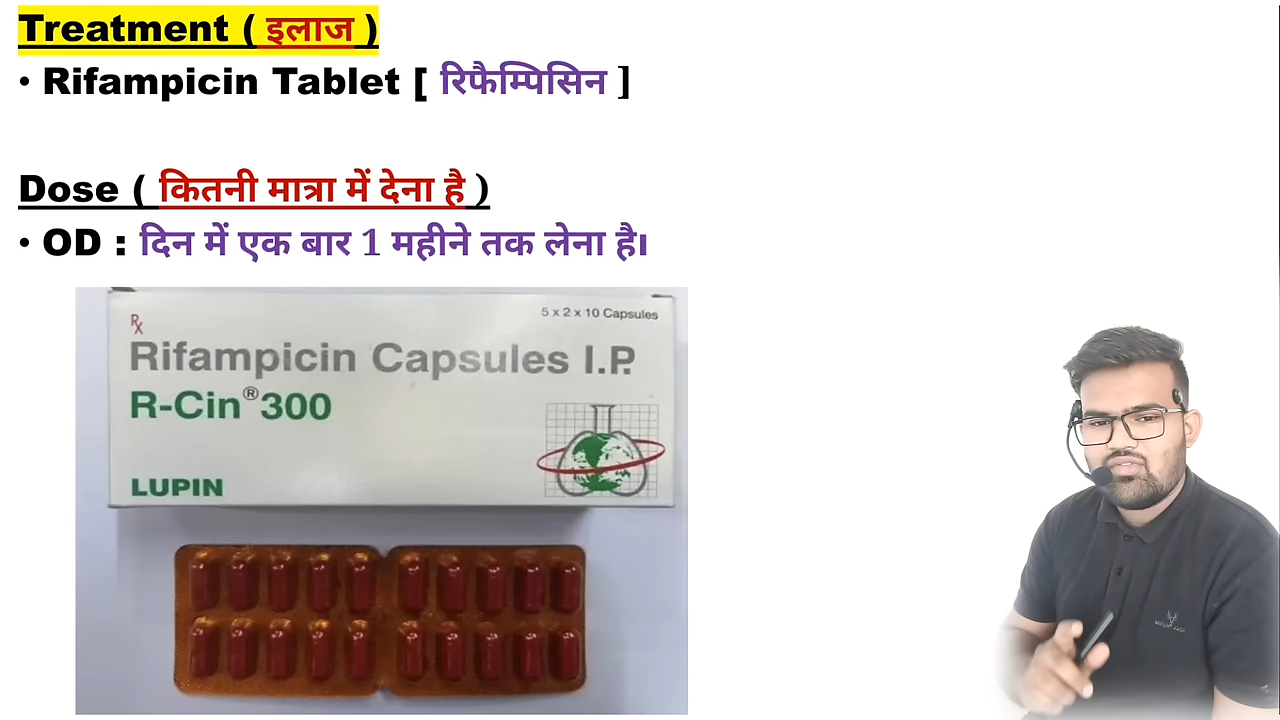 Treatment ( इलाज )
• Rifampicin Tablet [ रिफैम्पिसिन ]
Dose ( कितनी मात्रा में देना है )
• OD : दिन में एक बार 1 महीने तक लेना है।
5 x 2 x 10 Capsules
Rx
Rifampicin Capsules I.P.
R-Cin® 300
LUPIN